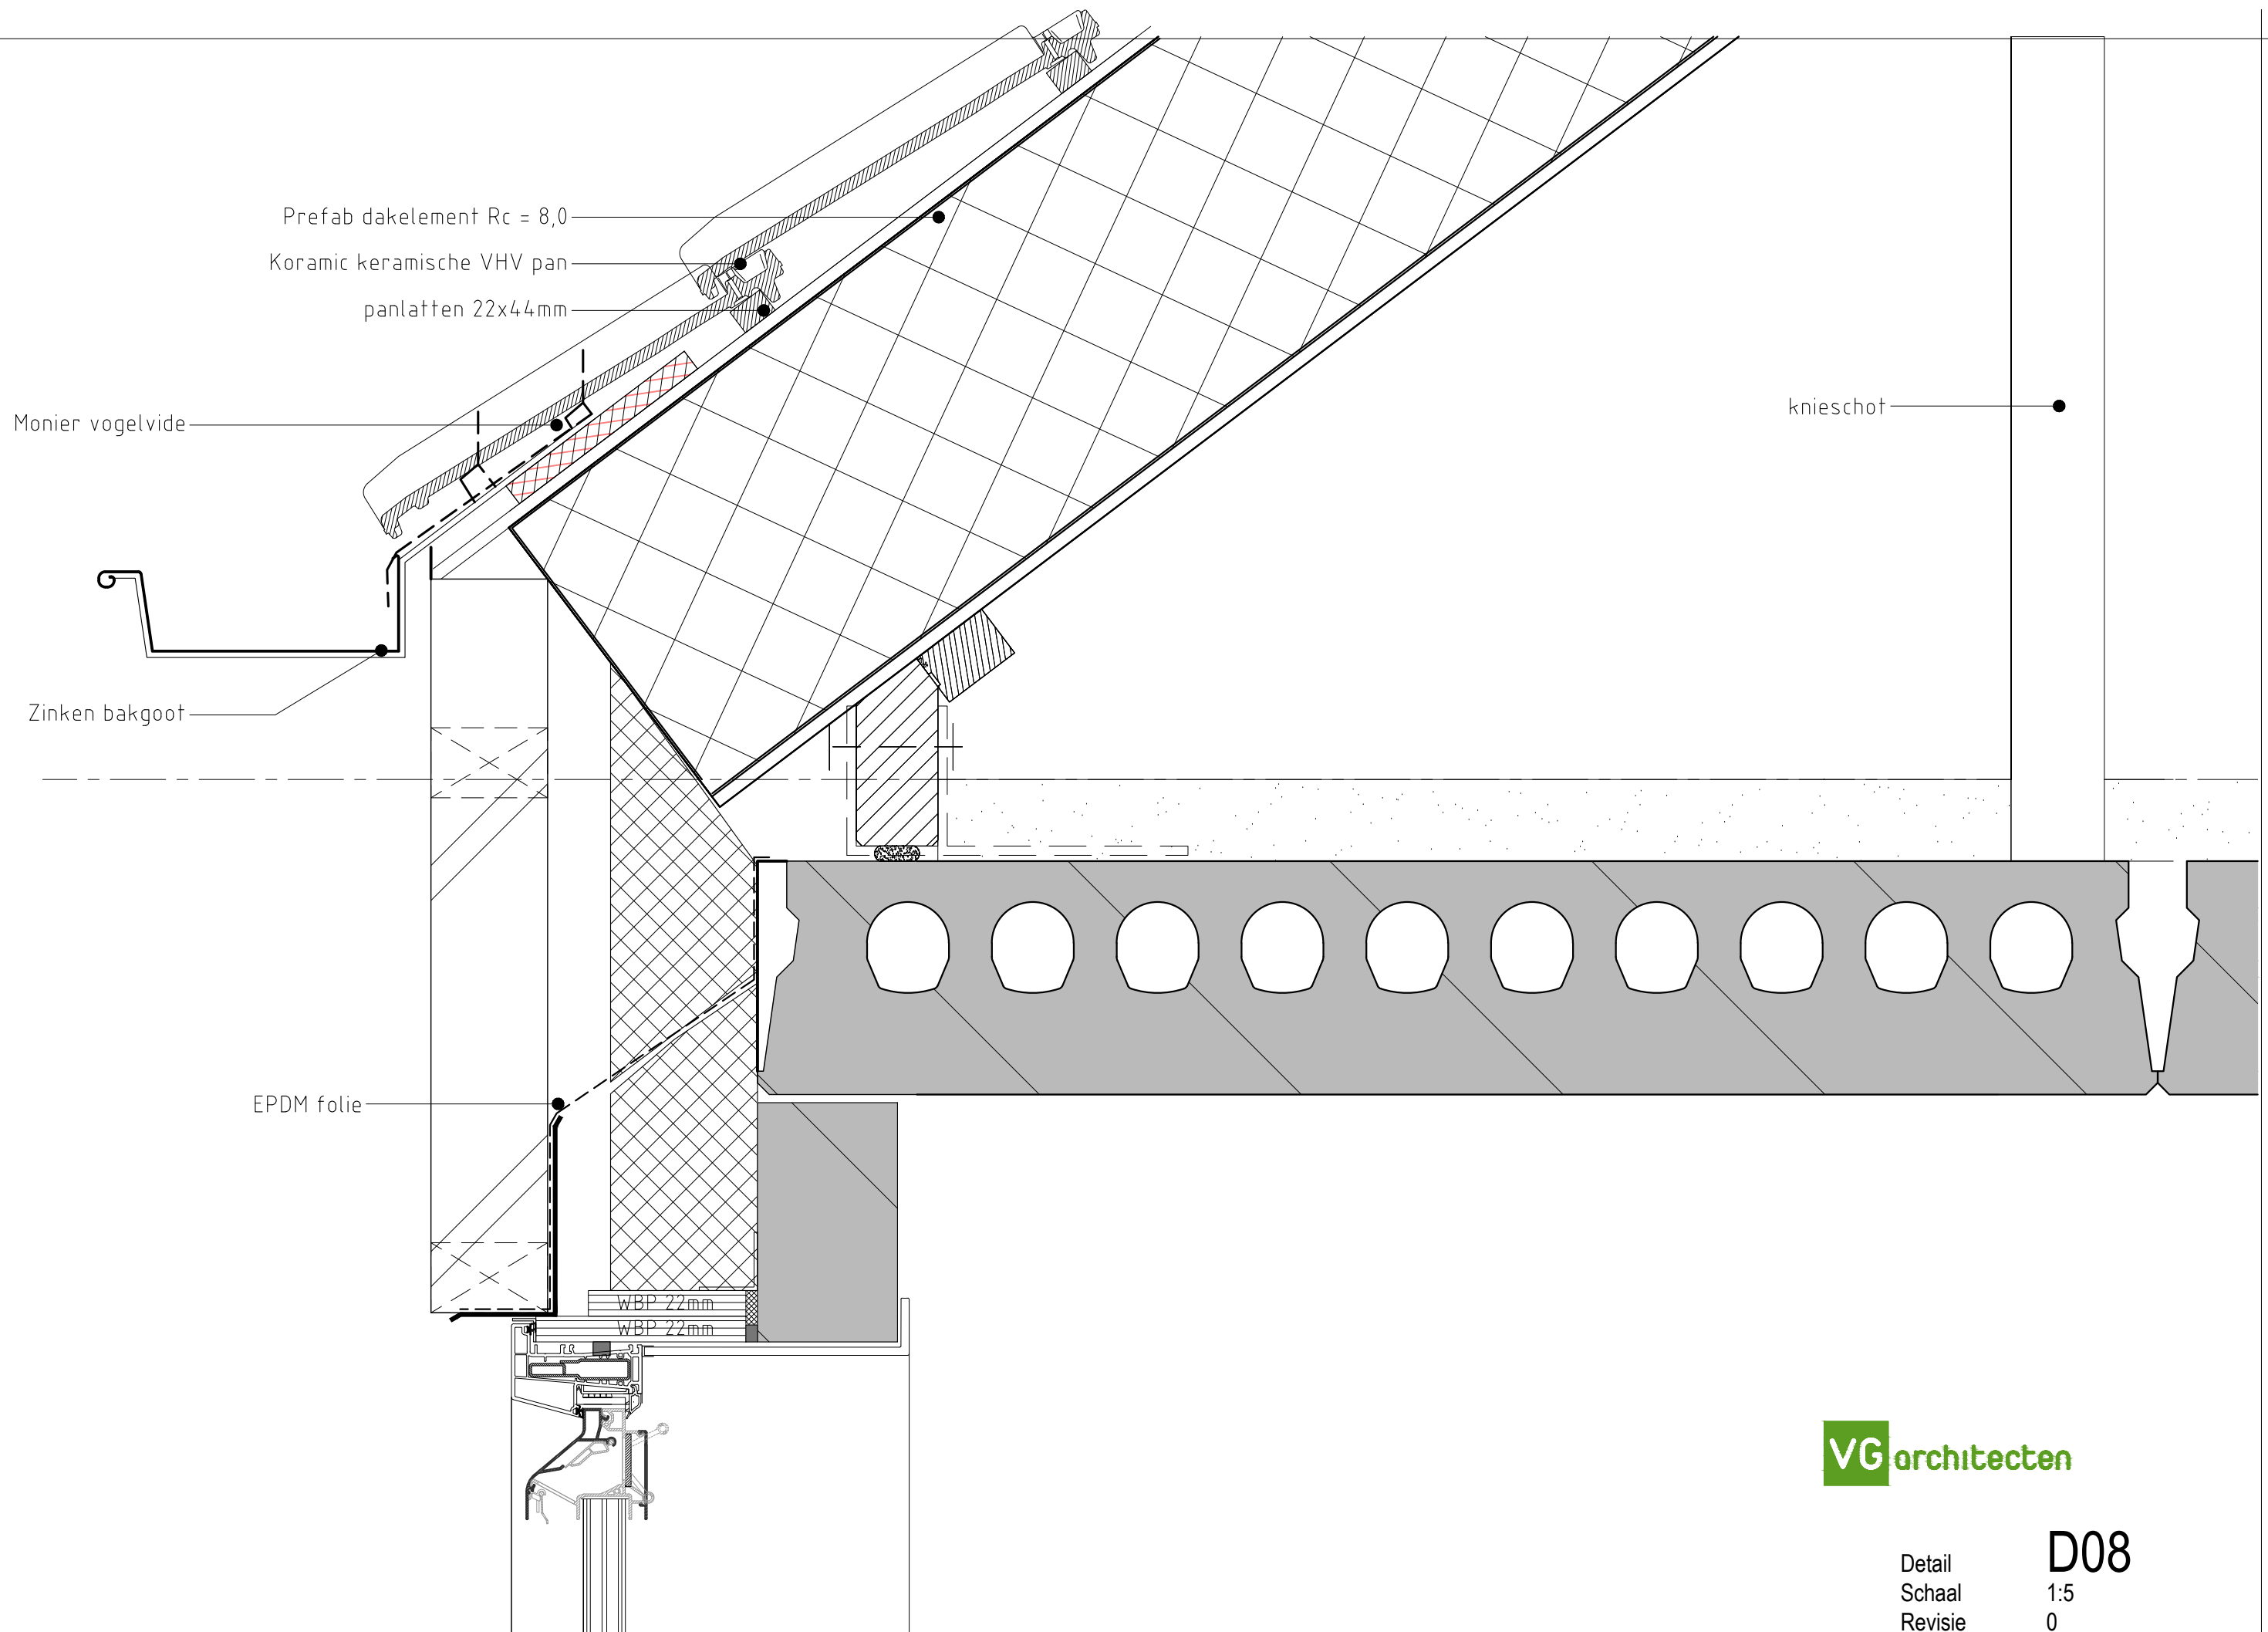 Prefab dakelement Rc = 8,0
Koramic keramische VHV pan
panlatten 22x44mm
Monier vogelvide
knieschot
Zinken bakgoot
EPDM folie
WBP 22mm
WBP 22mm
VG architecten
Detail D08
Schaal 1:5
Revisie 0